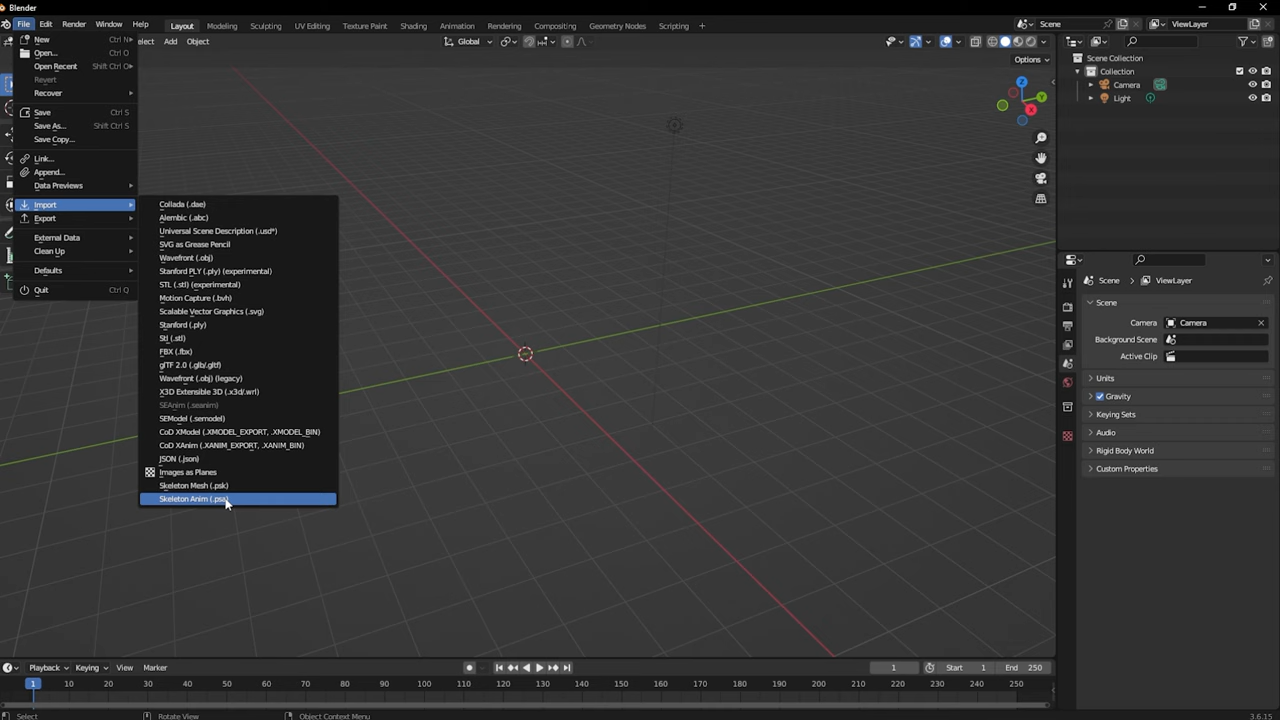 Blender
File Edit Render Window Help Layout Modeling Sculpting UV Editing Texture Paint Shading Animation Rendering Compositing Geometry Nodes Scripting + Scene ViewLayer
New Ctrl N
Open... Ctrl O
Open Recent Shift Ctrl O
Revert
Recover
Save Ctrl S
Save As... Shift Ctrl S
Save Copy...
Link...
Append...
Data Previews
Import
Export
External Data
Clean Up
Defaults
Quit Ctrl Q
Add Object Global
Options
Collada (.dae)
Alembic (.abc)
Universal Scene Description (.usd*)
SVG as Grease Pencil
Wavefront (.obj)
Stanford PLY (.ply) (experimental)
STL (.stl) (experimental)
Motion Capture (.bvh)
Scalable Vector Graphics (.svg)
Stanford (.ply)
Stl (.stl)
FBX (.fbx)
glTF 2.0 (.glb/.gltf)
Wavefront (.obj) (legacy)
X3D Extensible 3D (.x3d/.wrl)
SEAnim (.seanim)
SEModel (.semodel)
CoD XModel (.XMODEL_EXPORT, .XMODEL_BIN)
CoD XAnim (.XANIM_EXPORT, .XANIM_BIN)
JSON (.json)
Images as Planes
Skeleton Mesh (.psk)
Skeleton Anim (.psa)
Z
Y
X
Scene Collection
Collection
Camera
Light
Scene ViewLayer
Scene
Camera Camera
Background Scene
Active Clip
Units
Gravity
Keying Sets
Audio
Rigid Body World
Custom Properties
Playback Keying View Marker 1 Start 1 End 250
1 10 20 30 40 50 60 70 80 90 100 110 120 130 140 150 160 170 180 190 200 210 220 230 240 250
Select Rotate View Object Context Menu 3.6.15